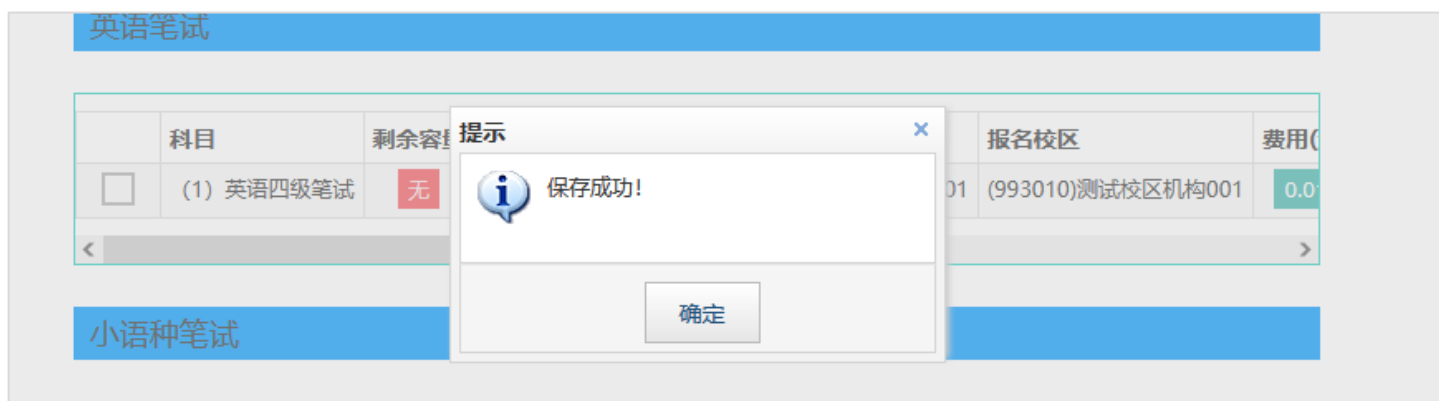 英语笔试
科目 剩余容 提示 × 报名校区 费用(
(1) 英语四级笔试 无 保存成功! 01 (993010)测试校区机构001 0.0
确定
小语种笔试